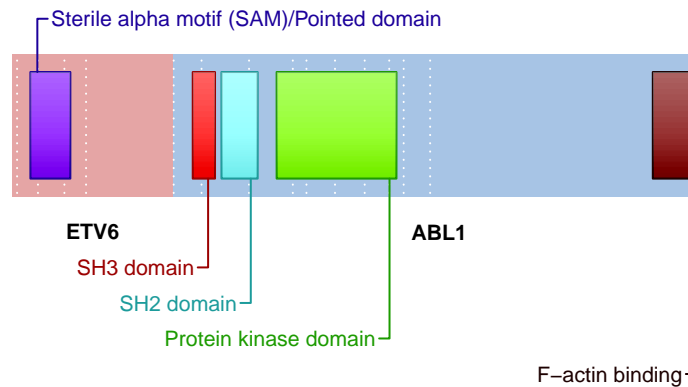 Sterile alpha motif (SAM)/Pointed domain
ETV6
ABL1
SH3 domain
SH2 domain
Protein kinase domain
F−actin binding